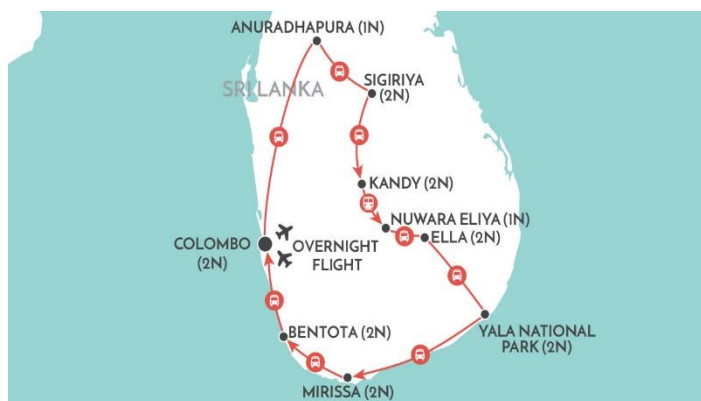 ANURADHAPURA (1N)
SIGIRIYA
(2N)
SRI LANKA
KANDY (2N)
NUWARA ELIYA (1N)
ELLA (2N)
COLOMBO
(2N)
OVERNIGHT
FLIGHT
YALA NATIONAL
PARK (2N)
BENTOTA (2N)
MIRISSA (2N)